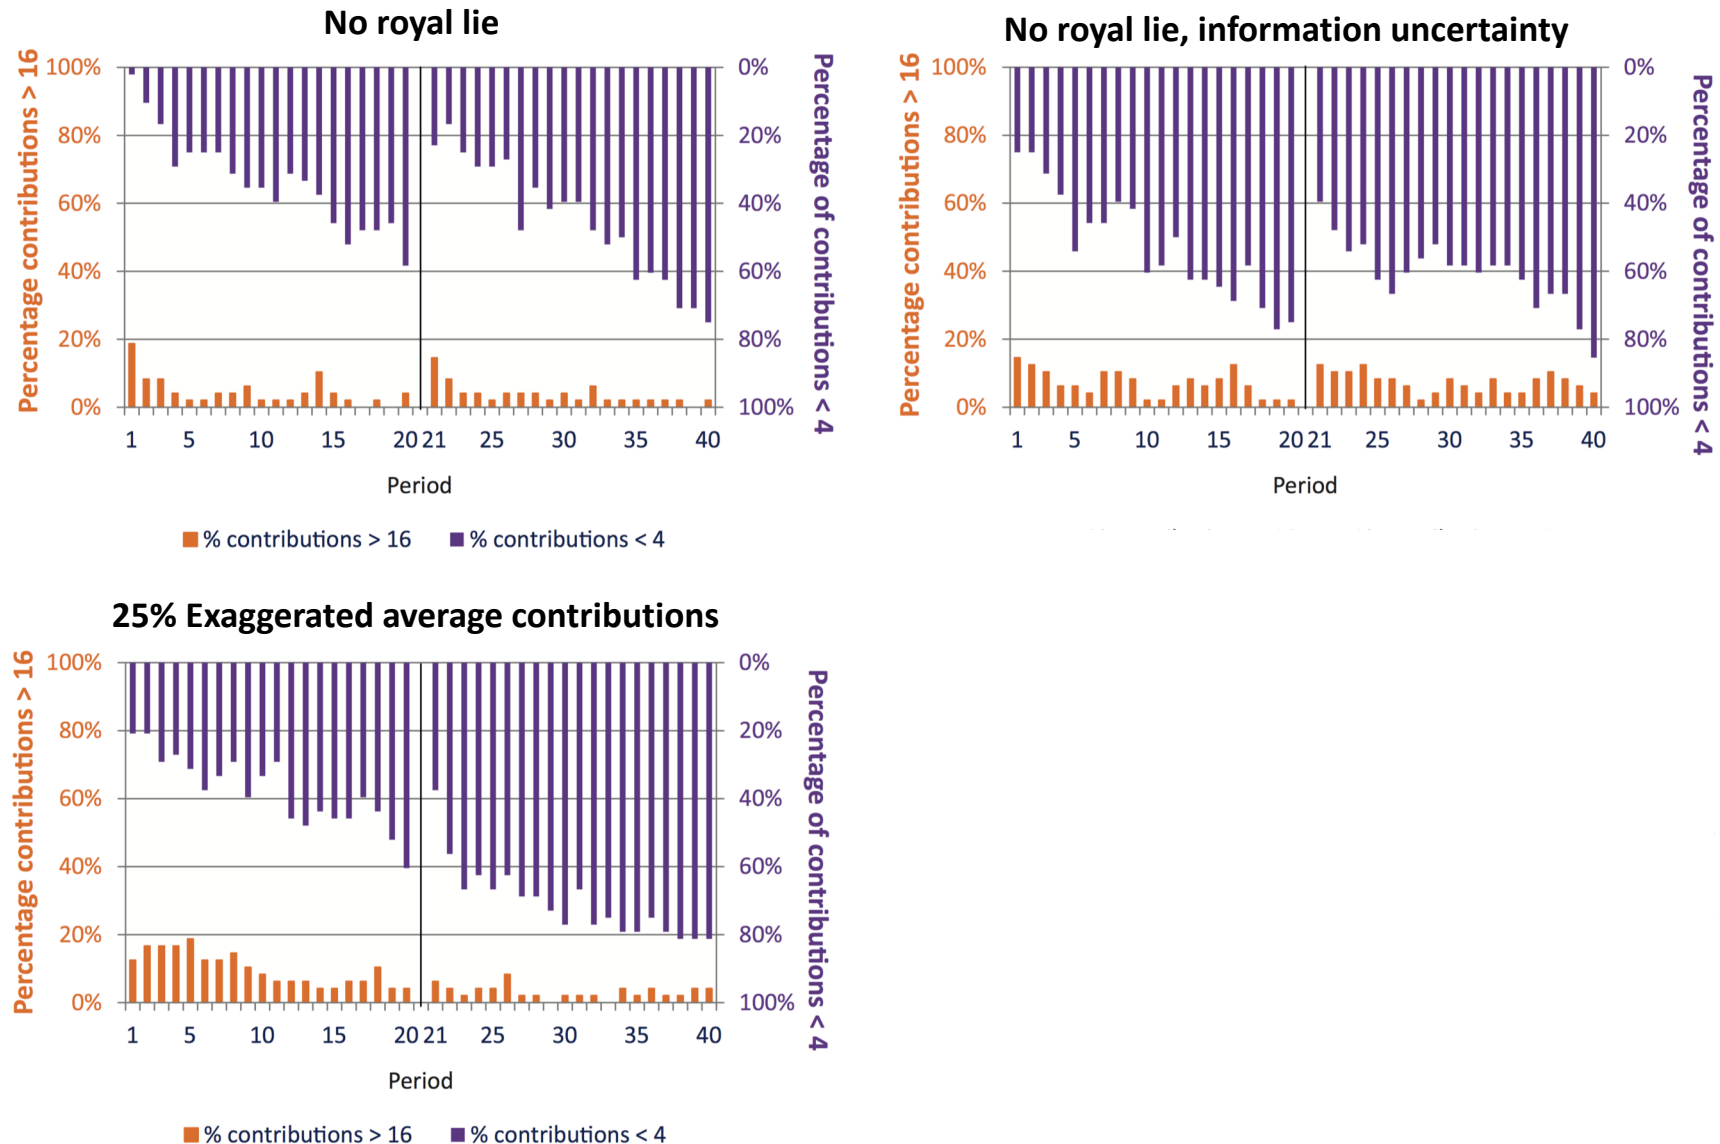 No royal lie
Percentage contributions > 16
100%
80%
60%
40%
20%
0%
0%
20%
40%
60%
80%
100%
Percentage of contributions < 4
1 5 10 15 20 21 25 30 35 40
Period
% contributions > 16 % contributions < 4
No royal lie, information uncertainty
Percentage contributions > 16
100%
80%
60%
40%
20%
0%
0%
20%
40%
60%
80%
100%
Percentage of contributions < 4
1 5 10 15 20 21 25 30 35 40
Period
25% Exaggerated average contributions
Percentage contributions > 16
100%
80%
60%
40%
20%
0%
0%
20%
40%
60%
80%
100%
Percentage of contributions < 4
1 5 10 15 20 21 25 30 35 40
Period
% contributions > 16 % contributions < 4